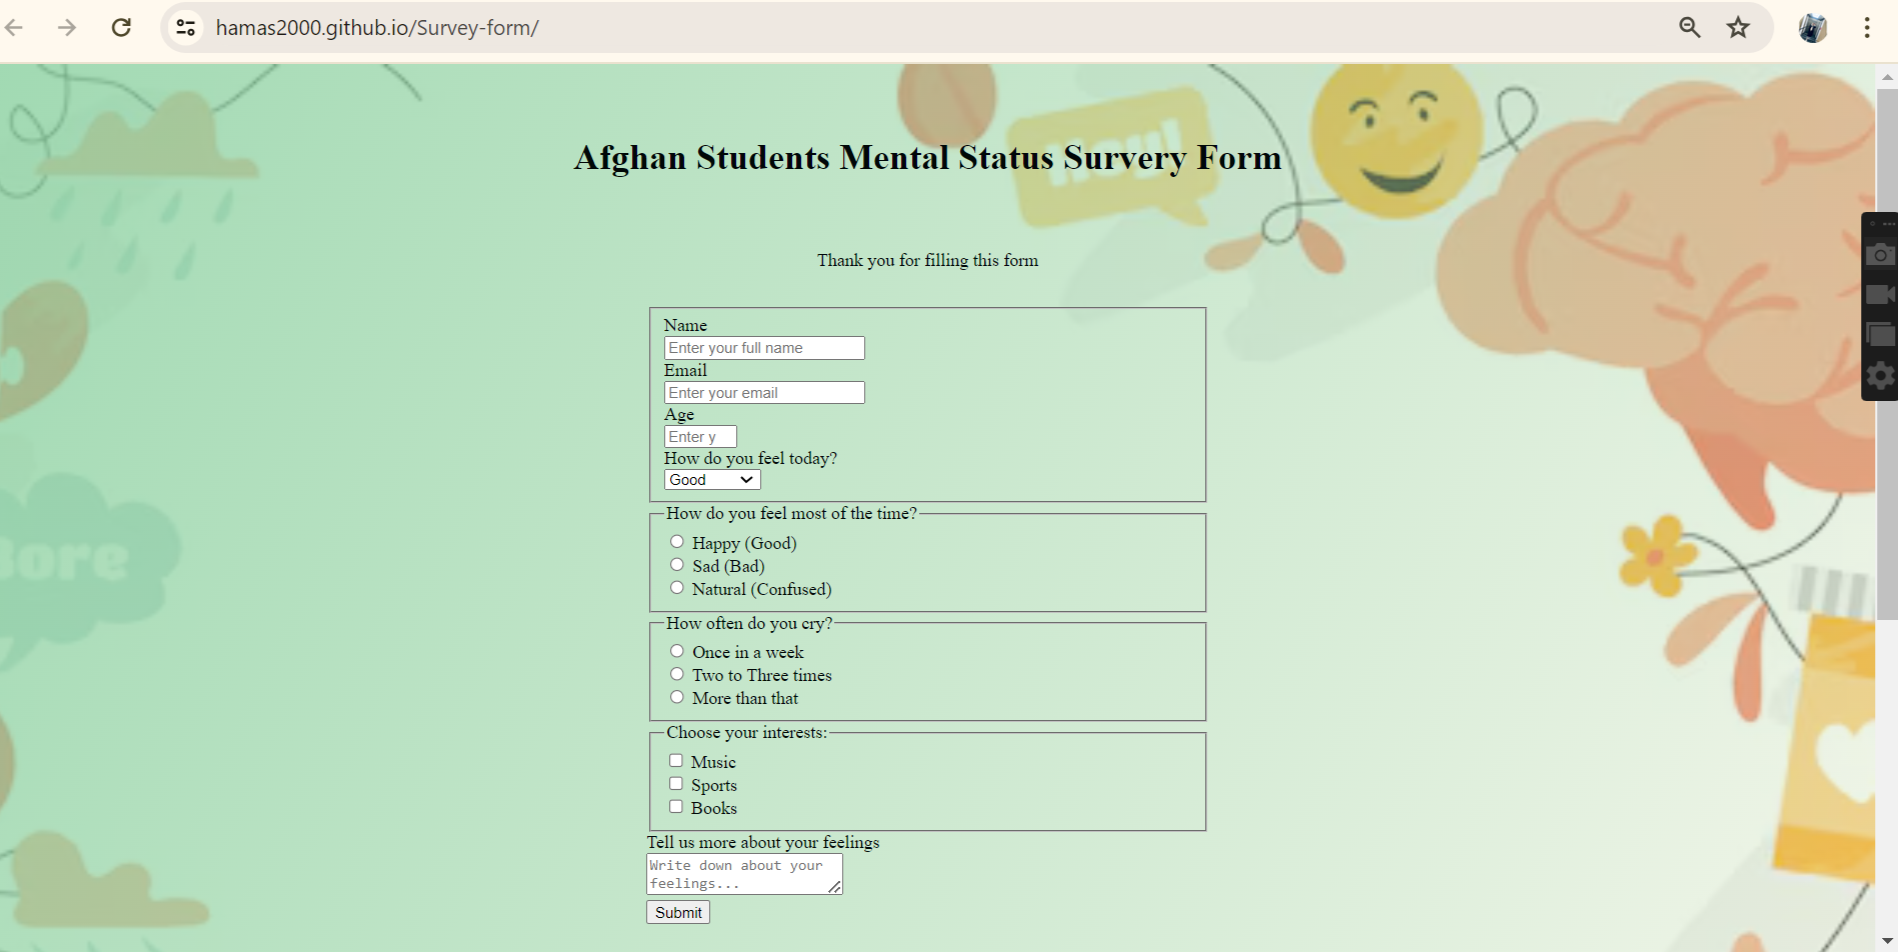 hamas2000.github.io/Survey-form/
NOW!
Afghan Students Mental Status Survery Form
Thank you for filling this form
Name
Enter your full name
Email
Enter your email
Age
Enter y
How do you feel today?
Good
How do you feel most of the time?
Happy (Good)
Sad (Bad)
Natural (Confused)
Bore
How often do you cry?
Once in a week
Two to Three times
More than that
Choose your interests:
Music
Sports
Books
Tell us more about your feelings
Write down about your
feelings...
Submit